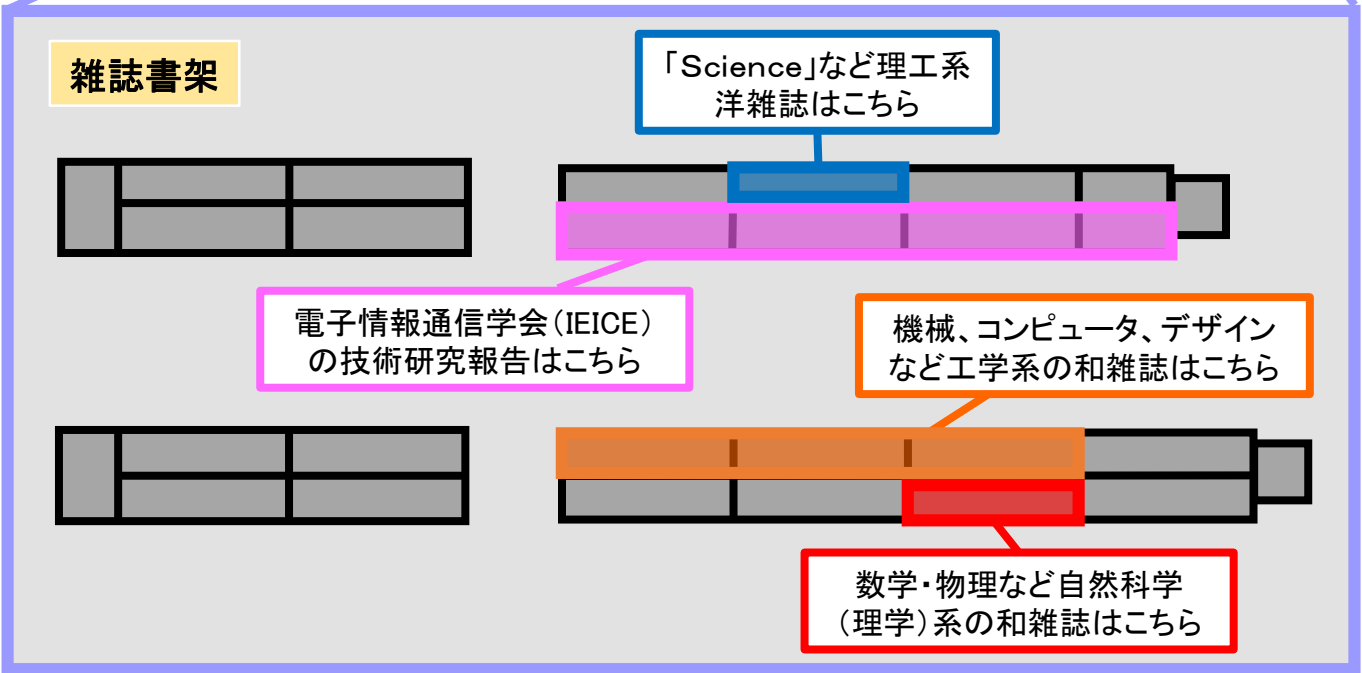 雑誌書架
「Science」など理工系
洋雑誌はこちら
電子情報通信学会（IEICE）
の技術研究報告はこちら
機械、コンピュータ、デザイン
など工学系の和雑誌はこちら
数学・物理など自然科学
（理学）系の和雑誌はこちら